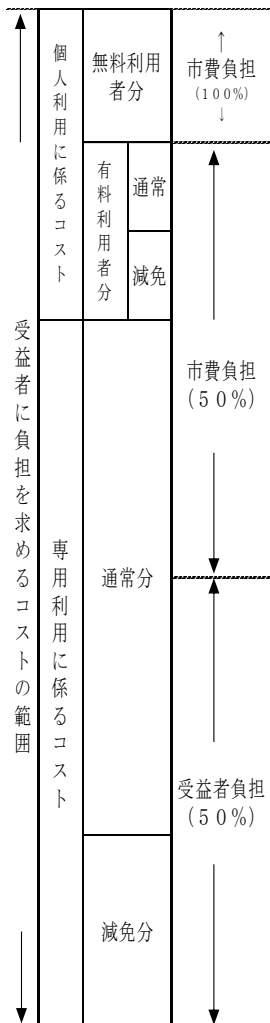 受益者に負担を求めるコストの範囲
個人利用に係るコスト
専用利用に係るコスト
無料利用
者分
有料利用者分
通常
減免
通常分
減免分
↑
市費負担
(100%)
↓
市費負担
(50%)
受益者負担
(50%)